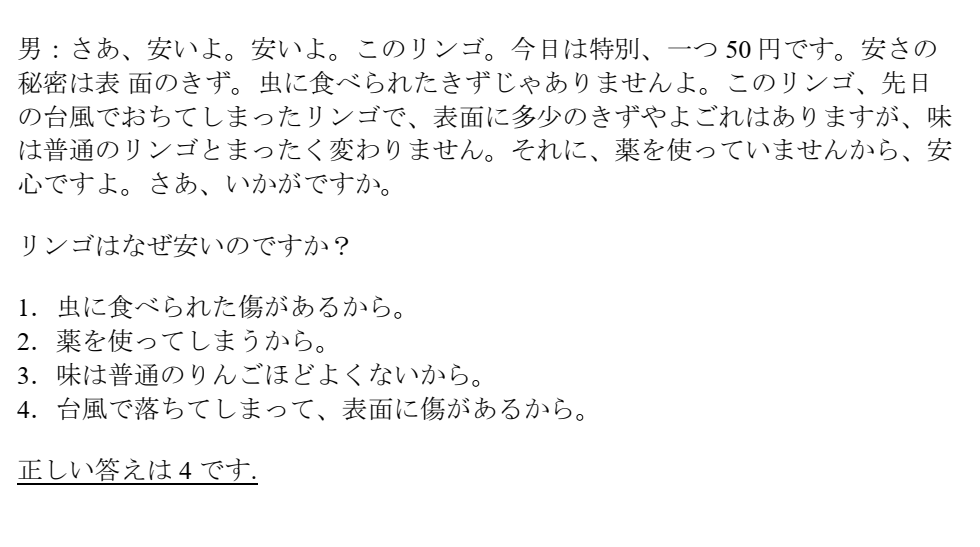 男：さあ、安いよ。安いよ。このリンゴ。今日は特別、一つ 50 円です。安さの
秘密は表 面のきず。虫に食べられたきずじゃありませんよ。このリンゴ、先日
の台風でおちてしまったリンゴで、表面に多少のきずやよごれはありますが、味
は普通のリンゴとまったく変わりません。それに、薬を使っていませんから、安
心ですよ。さあ、いかがですか。
リンゴはなぜ安いのですか？
1. 虫に食べられた傷があるから。
2. 薬を使ってしまうから。
3. 味は普通のりんごほどよくないから。
4. 台風で落ちてしまって、表面に傷があるから。
正しい答えは 4 です.